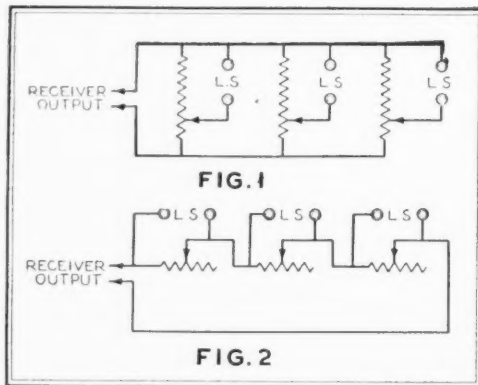 L.S L.S L.S
RECEIVER
OUTPUT
FIG. 1
L S L S L S
RECEIVER
OUTPUT
FIG. 2